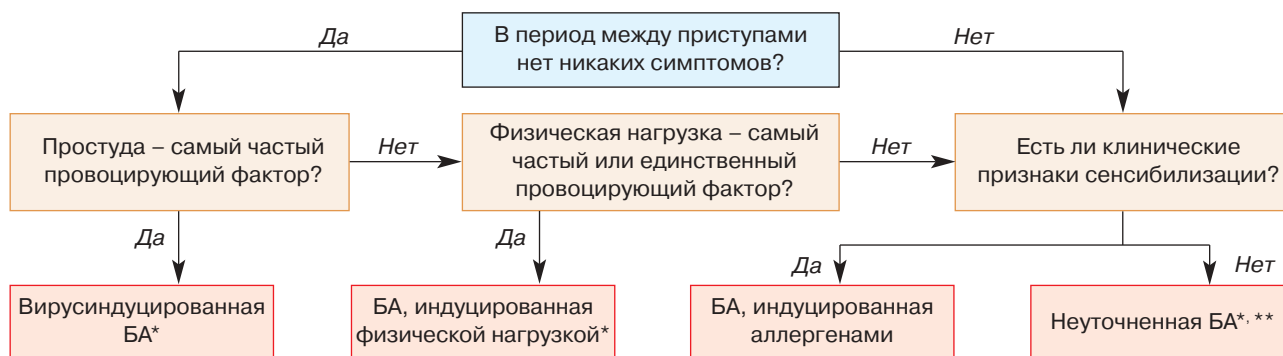 В период между приступами
нет никаких симптомов?
Да
Нет
Простуда – самый частый
провоцирующий фактор?
Нет
Физическая нагрузка – самый
частый или единственный
провоцирующий фактор?
Нет
Есть ли клинические
признаки сенсибилизации?
Да
Да
Да
Нет
Вирусиндуцированная
БА*
БА, индуцированная
физической нагрузкой*
БА, индуцированная
аллергенами
Неуточненная БА*, **